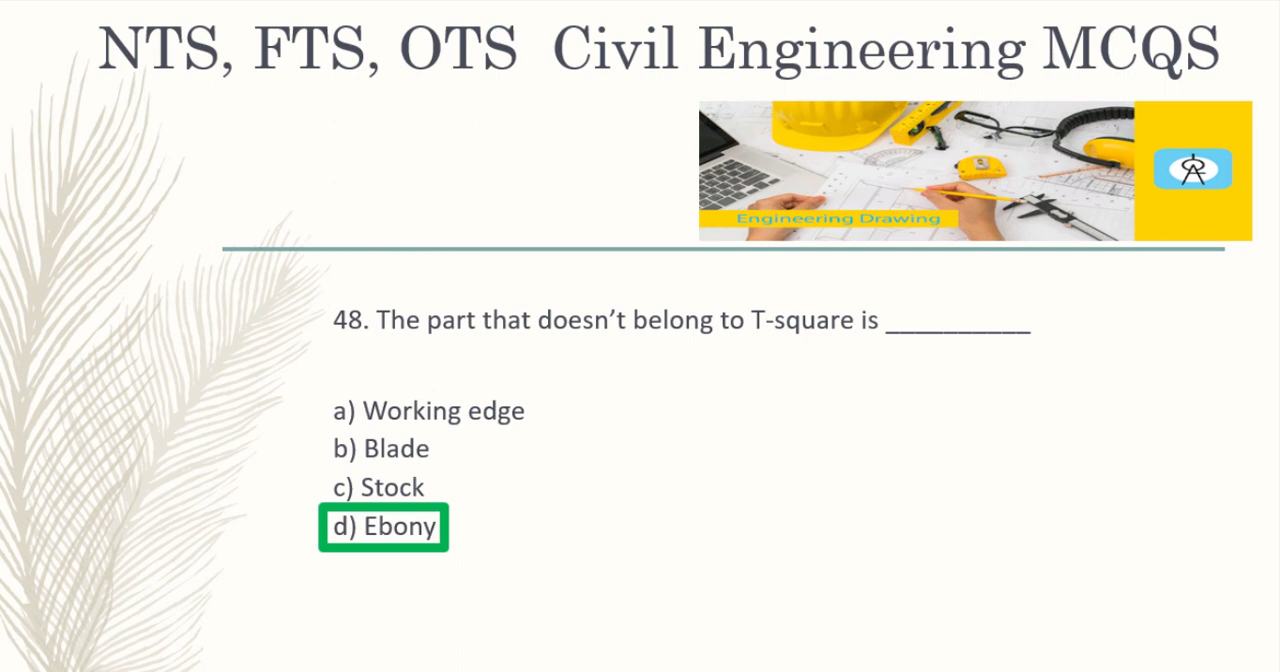 NTS, FTS, OTS Civil Engineering MCQS
Engineering Drawing
48. The part that doesn’t belong to T-square is __________
a) Working edge
b) Blade
c) Stock
d) Ebony